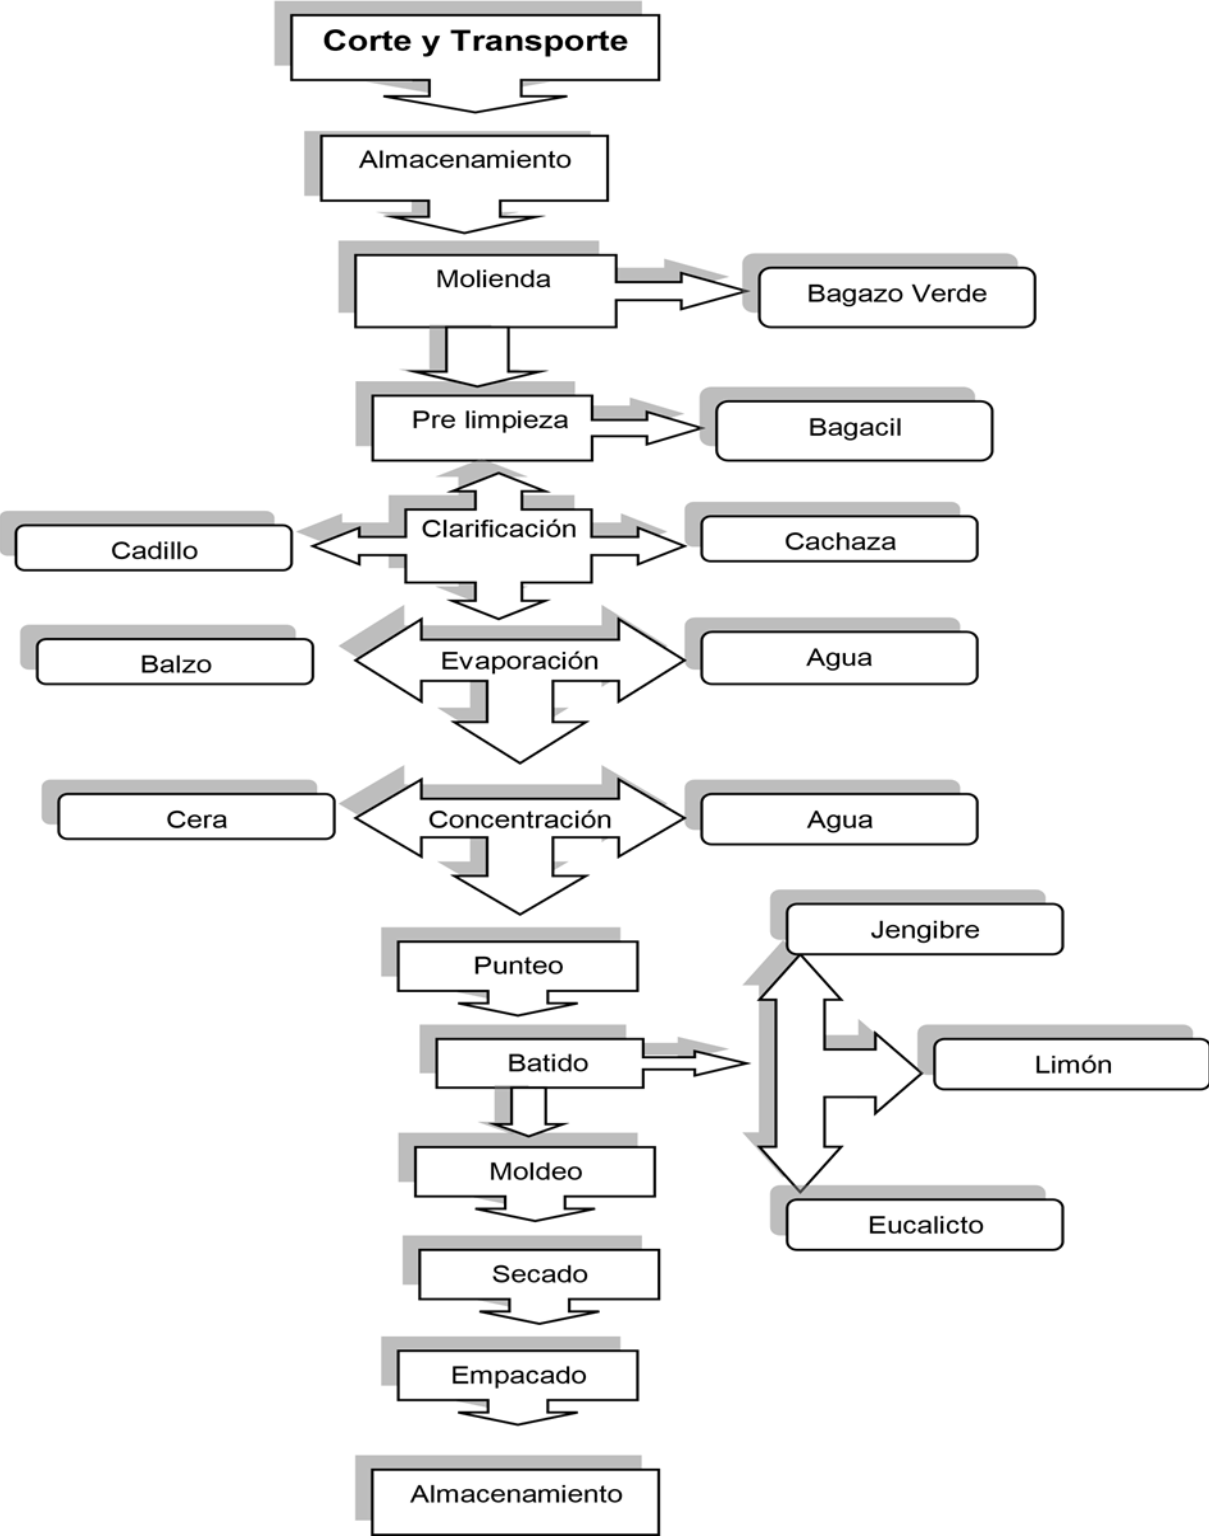 Corte y Transporte
Almacenamiento
Molienda
Bagazo Verde
Pre limpieza
Bagacil
Cadillo
Clarificación
Cachaza
Balzo
Evaporación
Agua
Cera
Concentración
Agua
Jengibre
Punteo
Batido
Limón
Moldeo
Eucalicto
Secado
Empacado
Almacenamiento